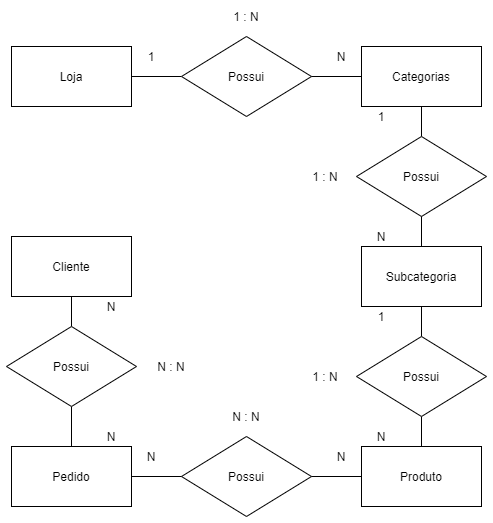 1 : N
Loja
1
Possui
N
Categorias
1
1 : N
Possui
N
Cliente
Subcategoria
N
1
Possui
N : N
1 : N
Possui
N : N
N
N
N
N
Pedido
Possui
Produto